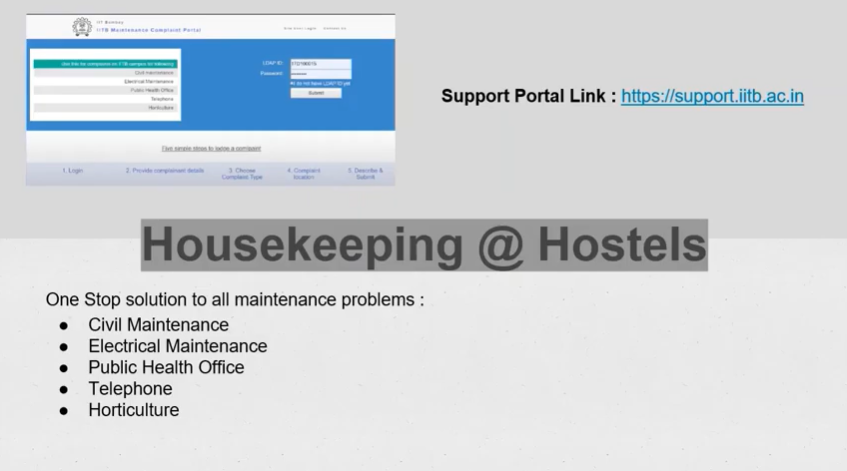 IIT Bombay
IITB Maintenance Complaint Portal
LDAP ID:
Password:
Submit
Use link for complaints on IITB campus on following
Civil maintenance
Electrical Maintenance
Public Health Office
Telephone
Horticulture
Five simple steps to lodge a complaint
1. Login
2. Provide complainant details
3. Choose Complaint Type
4. Complaint location
5. Describe & Submit
Support Portal Link : https://support.iitb.ac.in
Housekeeping @ Hostels
One Stop solution to all maintenance problems :
● Civil Maintenance
● Electrical Maintenance
● Public Health Office
● Telephone
● Horticulture